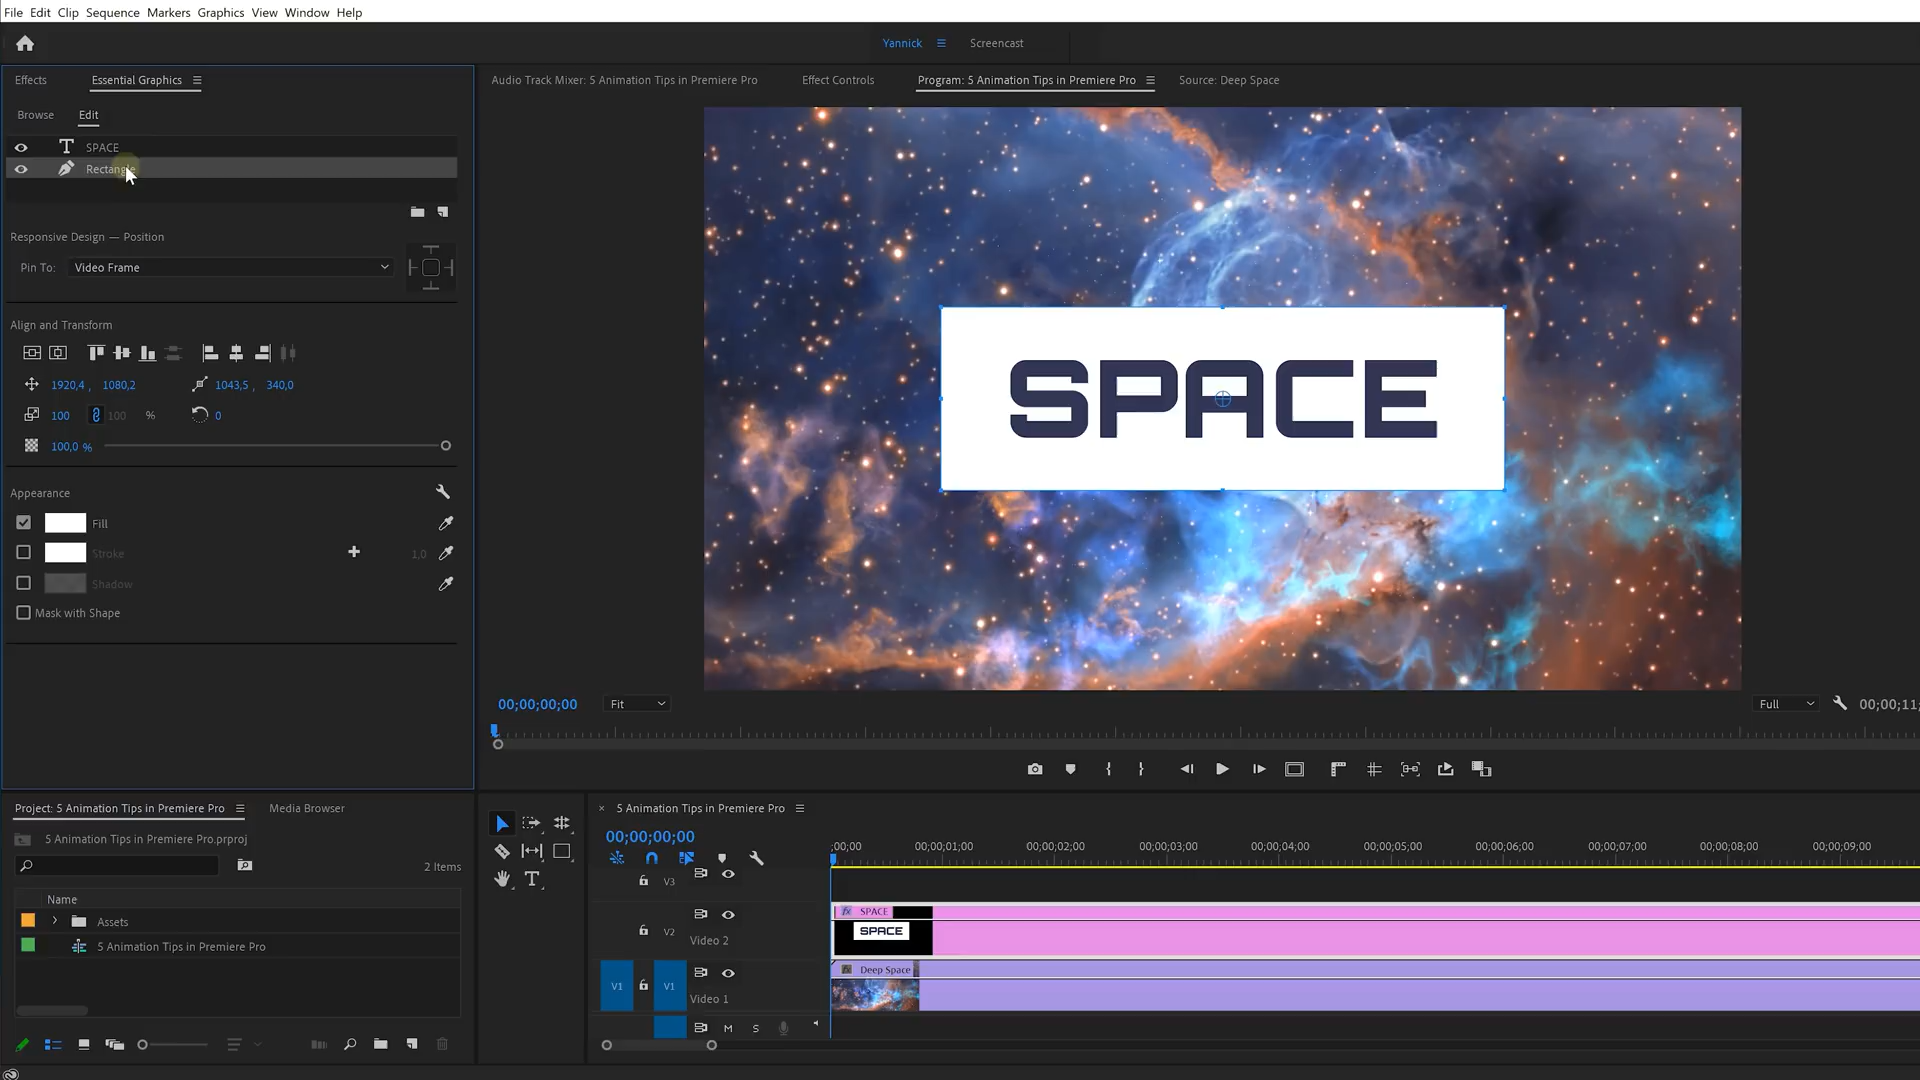 File Edit Clip Sequence Markers Graphics View Window Help
Yannick Screencast
Effects Essential Graphics
Audio Track Mixer: 5 Animation Tips in Premiere Pro Effect Controls Program: 5 Animation Tips in Premiere Pro Source: Deep Space
Browse Edit
SPACE
Rectangle
Responsive Design — Position
Pin To: Video Frame
Align and Transform
1920,4 , 1080,2 1043,5 , 340,0
100 100 % 0
100,0 %
Appearance
Fill
Stroke 1,0
Shadow
Mask with Shape
SPACE
00;00;00;00 Fit Full 00;00;11;
Project: 5 Animation Tips in Premiere Pro Media Browser
5 Animation Tips in Premiere Pro.prproj
2 Items
Name
Assets
5 Animation Tips in Premiere Pro
× 5 Animation Tips in Premiere Pro
00;00;00;00
;00;00 00;00;01;00 00;00;02;00 00;00;03;00 00;00;04;00 00;00;05;00 00;00;06;00 00;00;07;00 00;00;08;00 00;00;09;00
V3
V2 Video 2
fx SPACE
SPACE
V1 V1 Video 1
fx Deep Space
M S